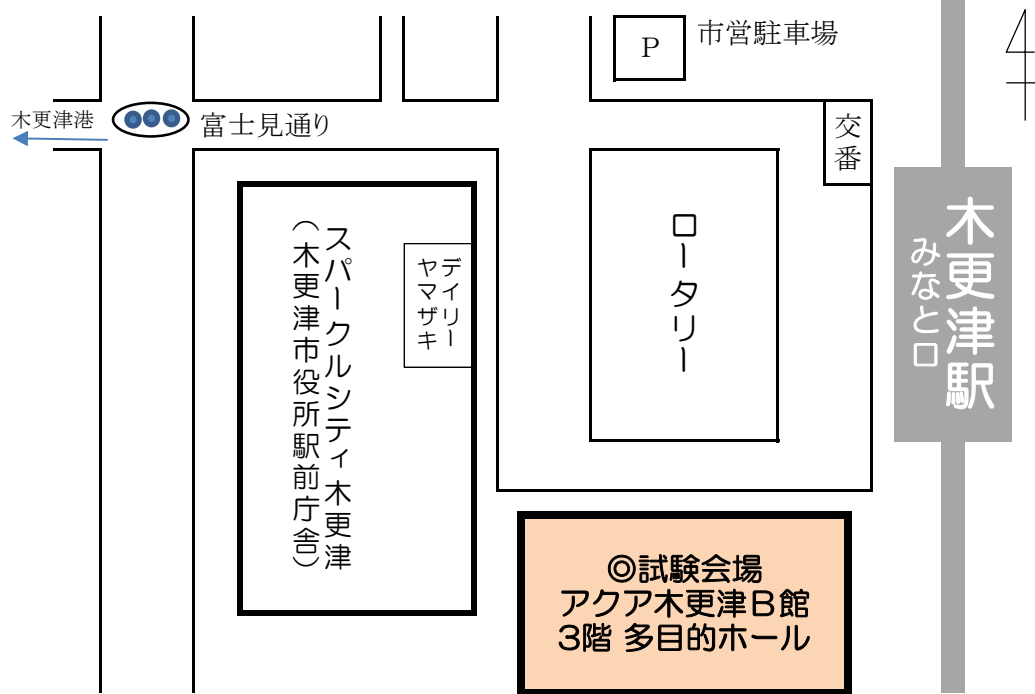 P
市営駐車場
木更津港
富士見通り
交番
スパークルシティ木更津
（木更津市役所駅前庁舎）
デイリー
ヤマザキ
ロータリー
木更津駅
みなと口
◎試験会場
アクア木更津Ｂ館
3階 多目的ホール